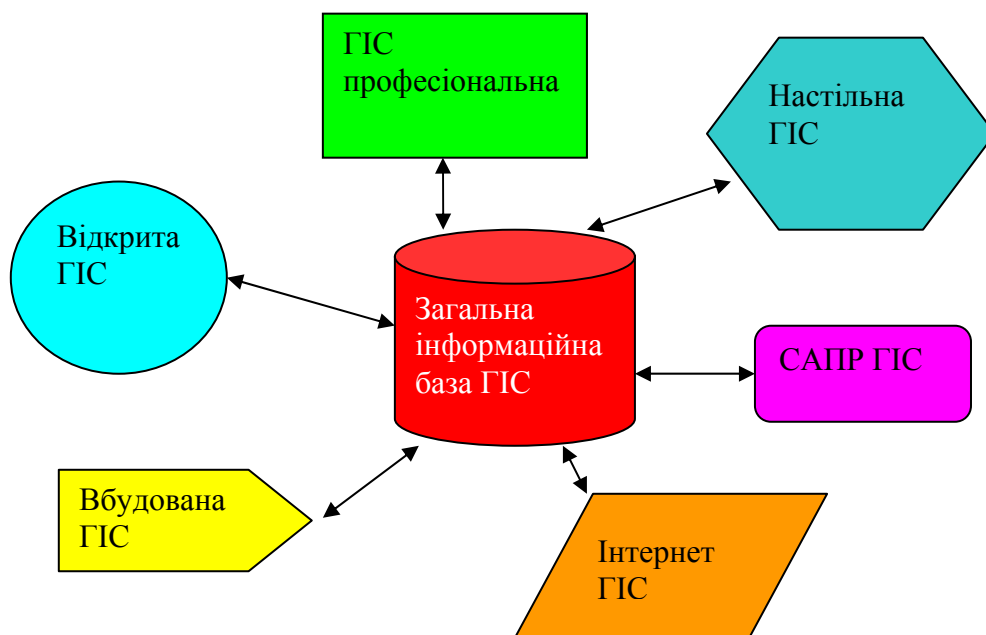 ГІС
професіональна
Настільна
ГІС
Відкрита
ГІС
Загальна
інформаційна
база ГІС
САПР ГІС
Вбудована
ГІС
Інтернет
ГІС